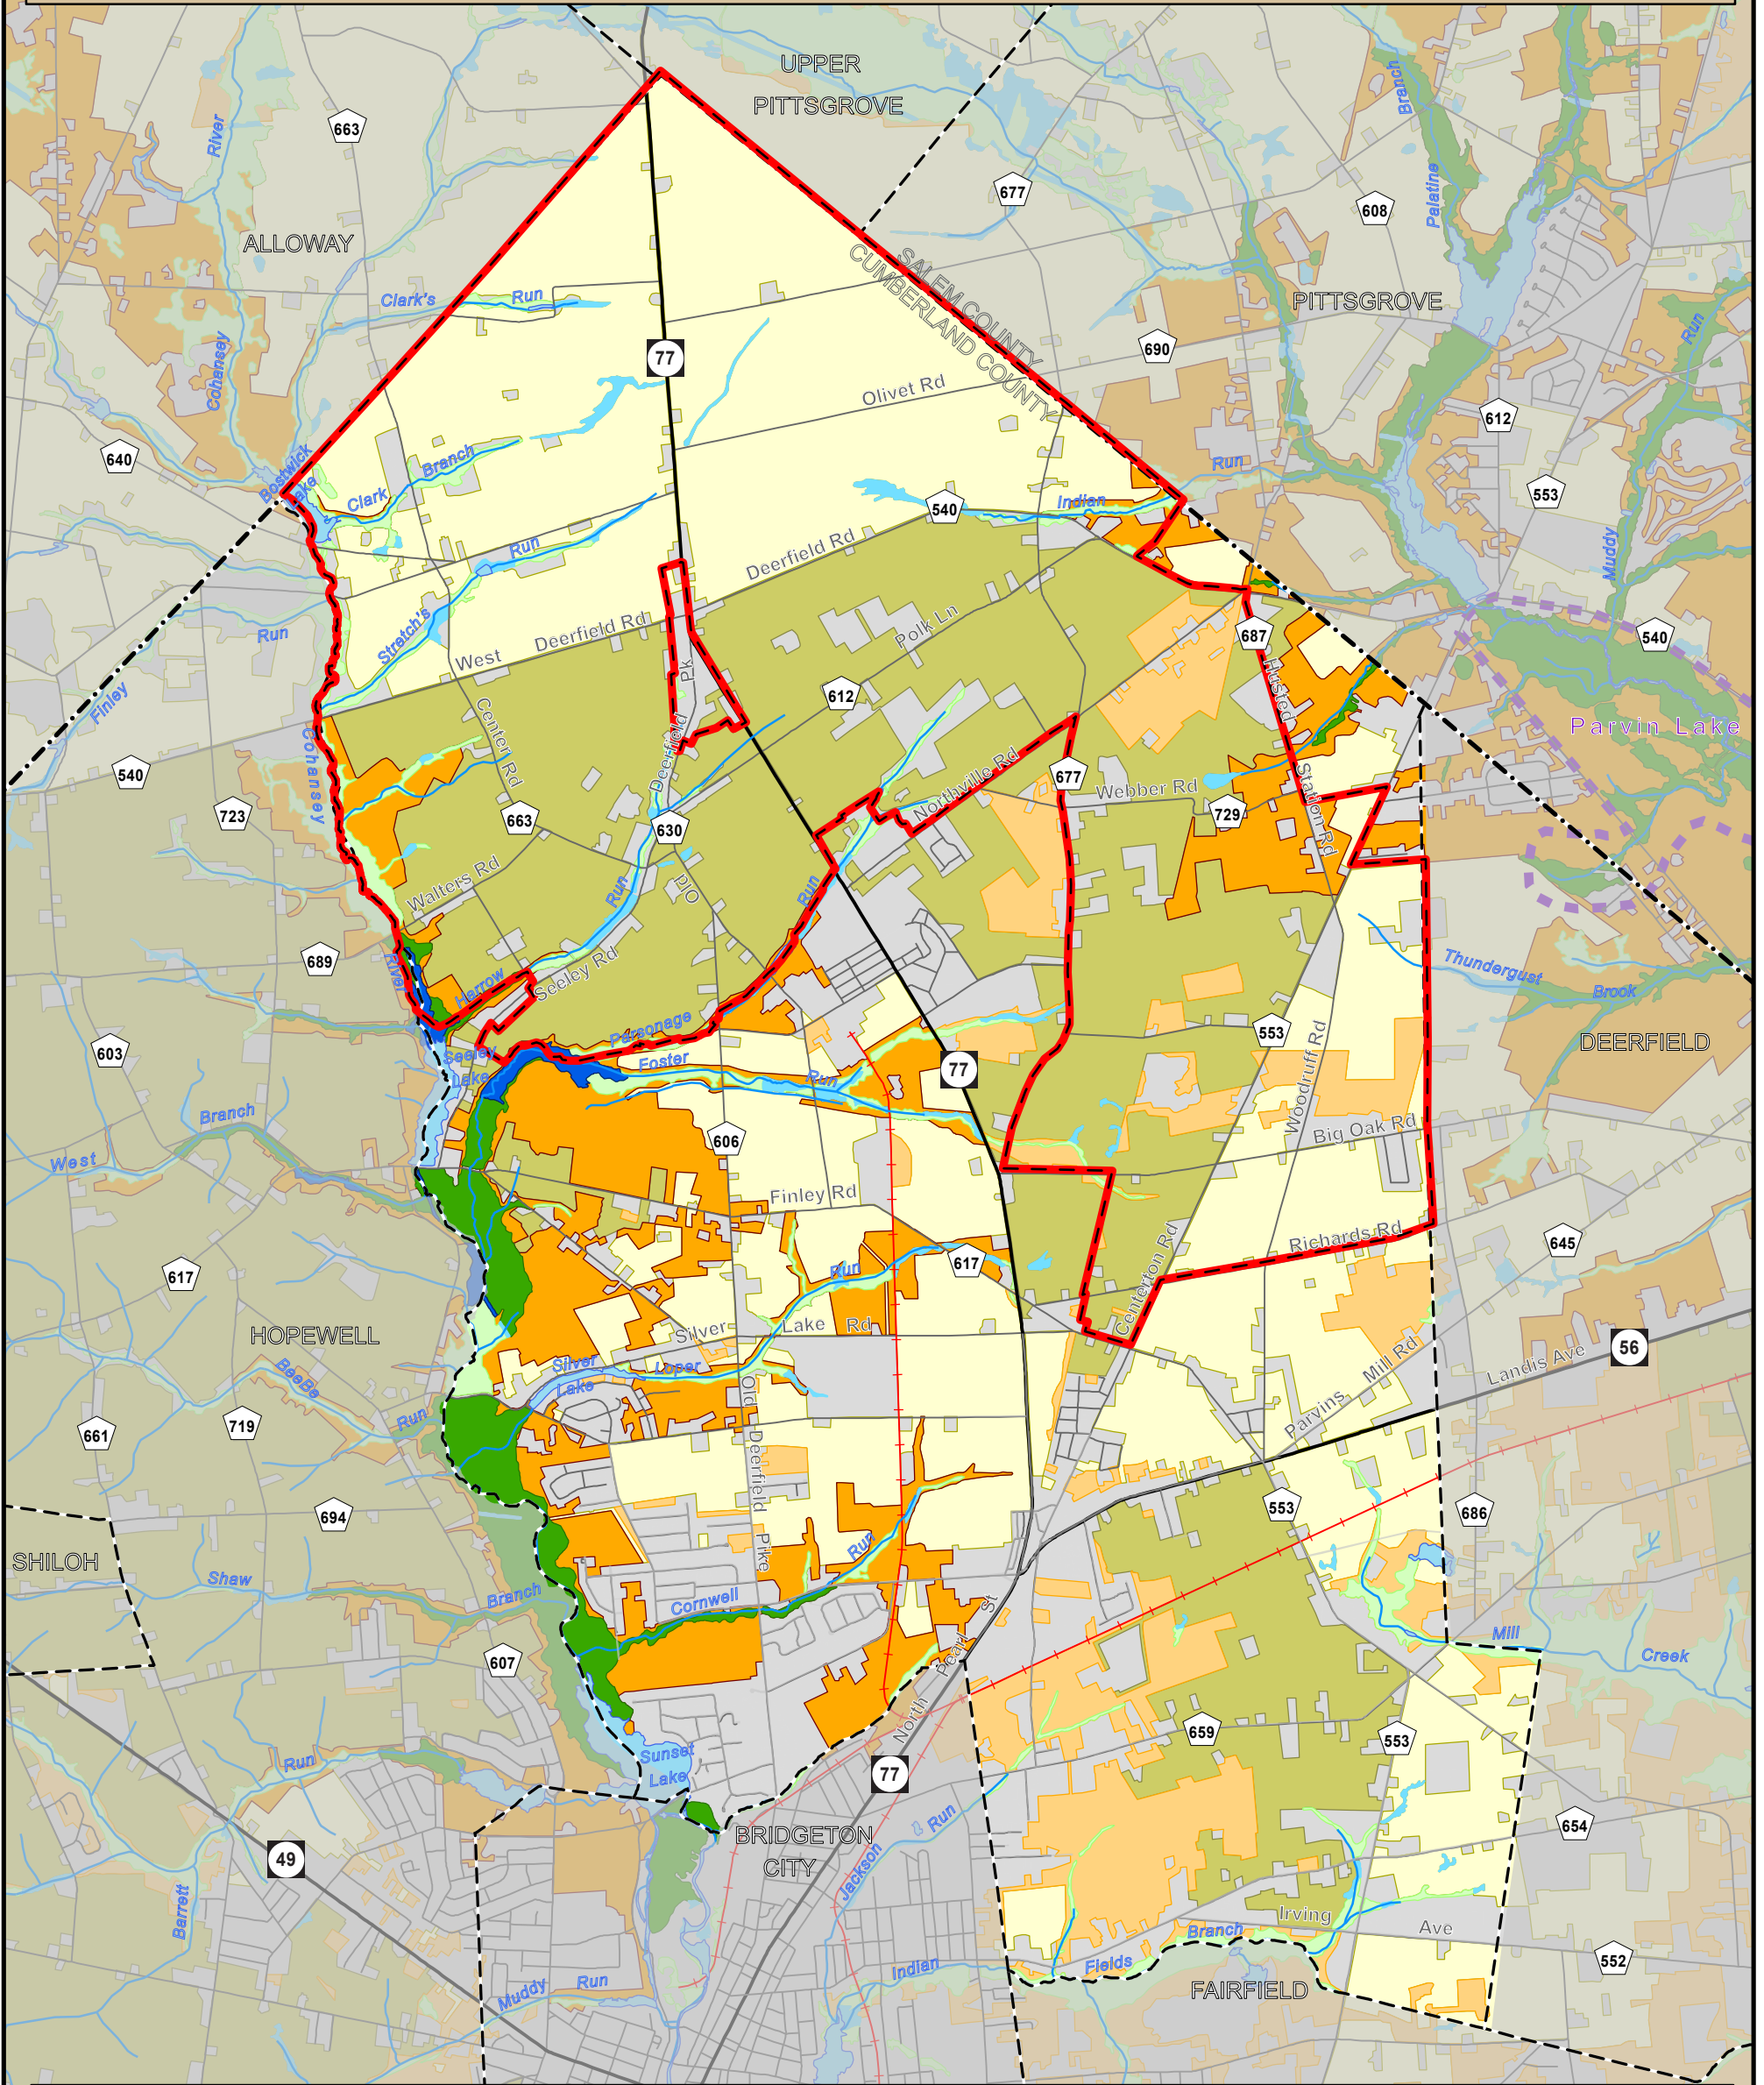 UPPER
PITTSGROVE
663
River
Branch
677
608
Palatine
ALLOWAY
SALEM COUNTY
CUMBERLAND COUNTY
Clark's Run
PITTSGROVE
Run
77
690
Cohansey
Olivet Rd
612
640
Bostwick
Lake
Clark Branch
Run
553
540
Indian
Run
Muddy
Deerfield Rd
Stretch's
West Deerfield Rd
Run
Polk Ln
687
540
Finley
Center Rd
Pk
612
Husted
Parvin Lake
Cohansey
Deerfield
540
Northville Rd
677
Webber Rd
Station Rd
723
663
630
729
Walters Rd
Old
Run
Run
689
River
Harrow
Seeley Rd
Thundergust
Brook
Parsonage
553
Woodruff Rd
DEERFIELD
603
Seeley
Lake
Foster
Run
77
Branch
606
Big Oak Rd
West
Finley Rd
Richards Rd
645
617
Run
617
Centerton Rd
HOPEWELL
Silver Lake Rd
56
Landis Ave
BeeBe
Silver
Lake
Loper
Mill Rd
Parvins
Run
719
661
Old
Deerfield
Pike
694
553
686
SHILOH
Run
Shaw
Branch
Cornwell
St
Pearl
North
Mill
Creek
607
659
553
Run
Sunset
Lake
77
654
BRIDGETON
CITY
Run
Jackson
49
Barrett
Irving
Ave
Branch
Fields
552
Indian
Muddy
Run
FAIRFIELD